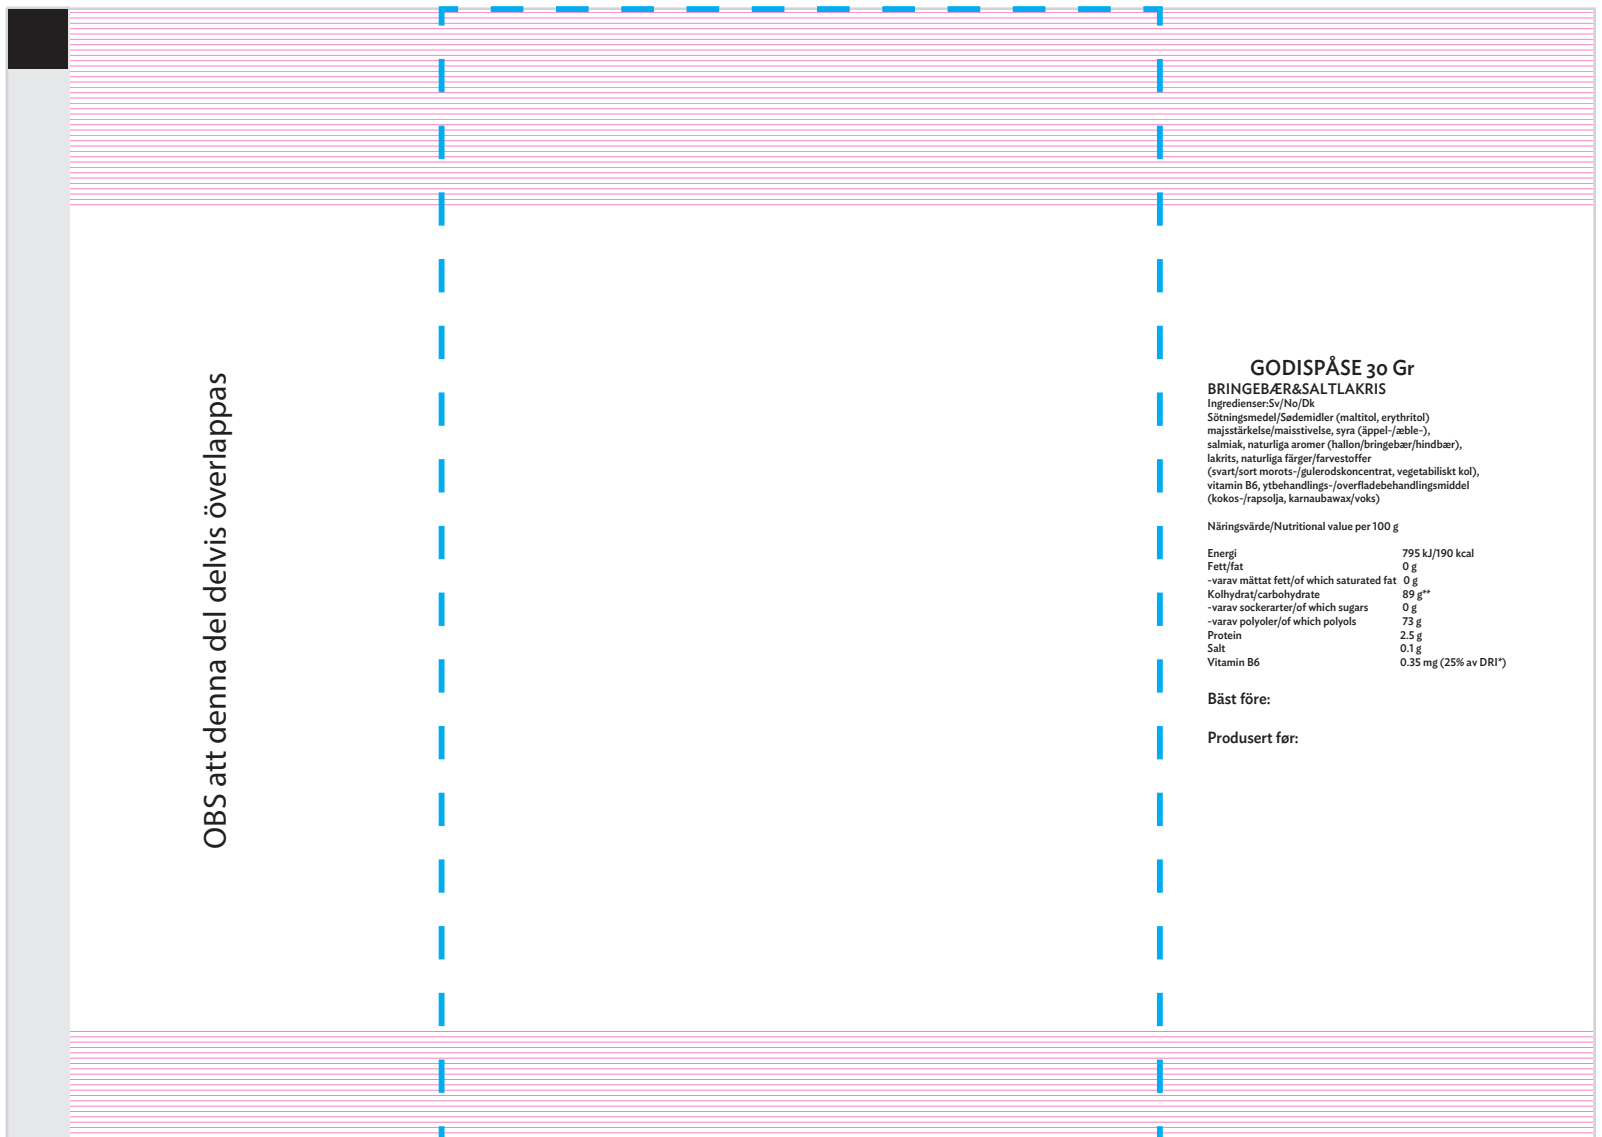 OBS att denna del delvis överlappas
GODISPÅSE 30 Gr
BRINGEBÆR&SALTLAKRIS
Ingredienser:Sv/No/Dk
Sötningsmedel/Sødemidler (maltitol, erythritol)
majsstärkelse/maisstivelse, syra (äppel-/æble-),
salmiak, naturliga aromer (hallon/bringebær/hindbær),
lakrits, naturliga färger/farvestoffer
(svart/sort morots-/gulerodskoncentrat, vegetabiliskt kol),
vitamin B6, ytbehandlings-/overfladebehandlingsmiddel
(kokos-/rapsolja, karnaubawax/voks)
Näringsvärde/Nutritional value per 100 g
Energi 795 kJ/190 kcal
Fett/fat 0 g
-varav mättat fett/of which saturated fat 0 g
Kolhydrat/carbohydrate 89 g**
-varav sockerarter/of which sugars 0 g
-varav polyoler/of which polyols 73 g
Protein 2.5 g
Salt 0.1 g
Vitamin B6 0.35 mg (25% av DRI*)
Bäst före:
Produsert før: